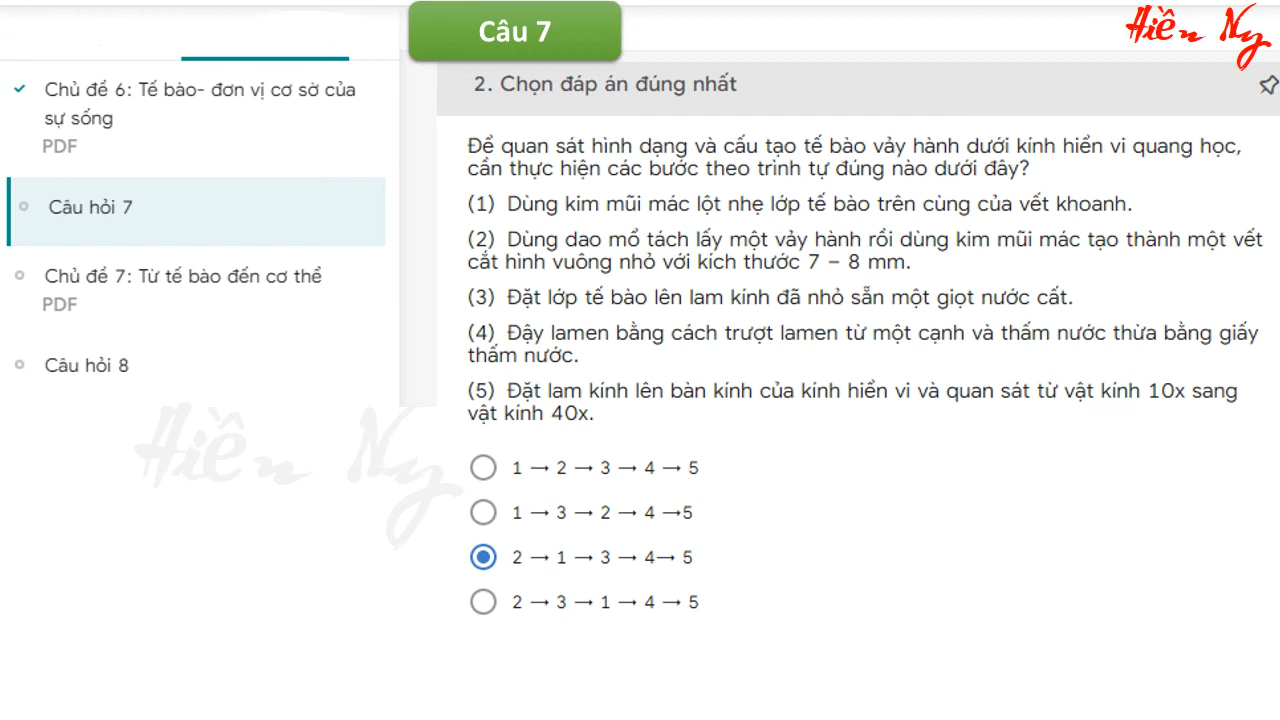 Câu 7
Hiền Ny
Chủ đề 6: Tế bào- đơn vị cơ sở của
sự sống
PDF
Câu hỏi 7
Chủ đề 7: Từ tế bào đến cơ thể
PDF
Câu hỏi 8
Hiền Ny
2. Chọn đáp án đúng nhất
Để quan sát hình dạng và cấu tạo tế bào vảy hành dưới kính hiển vi quang học,
cần thực hiện các bước theo trình tự đúng nào dưới đây?
(1) Dùng kim mũi mác lột nhẹ lớp tế bào trên cùng của vết khoanh.
(2) Dùng dao mổ tách lấy một vảy hành rồi dùng kim mũi mác tạo thành một vết
cắt hình vuông nhỏ với kích thước 7 – 8 mm.
(3) Đặt lớp tế bào lên lam kính đã nhỏ sẵn một giọt nước cất.
(4) Đậy lamen bằng cách trượt lamen từ một cạnh và thấm nước thừa bằng giấy
thấm nước.
(5) Đặt lam kính lên bàn kính của kính hiển vi và quan sát từ vật kính 10x sang
vật kính 40x.
1 → 2 → 3 → 4 → 5
1 → 3 → 2 → 4 →5
2 → 1 → 3 → 4→ 5
2 → 3 → 1 → 4 → 5